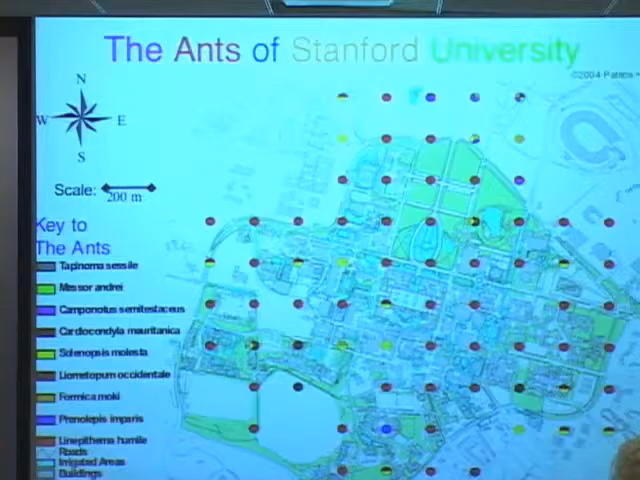 The Ants of Stanford University
©2004
N
W E
S
Scale:
200 m
Key to
The Ants
Tapinoma sessile
Messor andrei
Camponotus semitestaceus
Cardiocondyla mauritanica
Solenopsis molesta
Liometopum occidentale
Formica moki
Prenolepis imparis
Linepithema humile
Roads
Irrigated Areas
Buildings